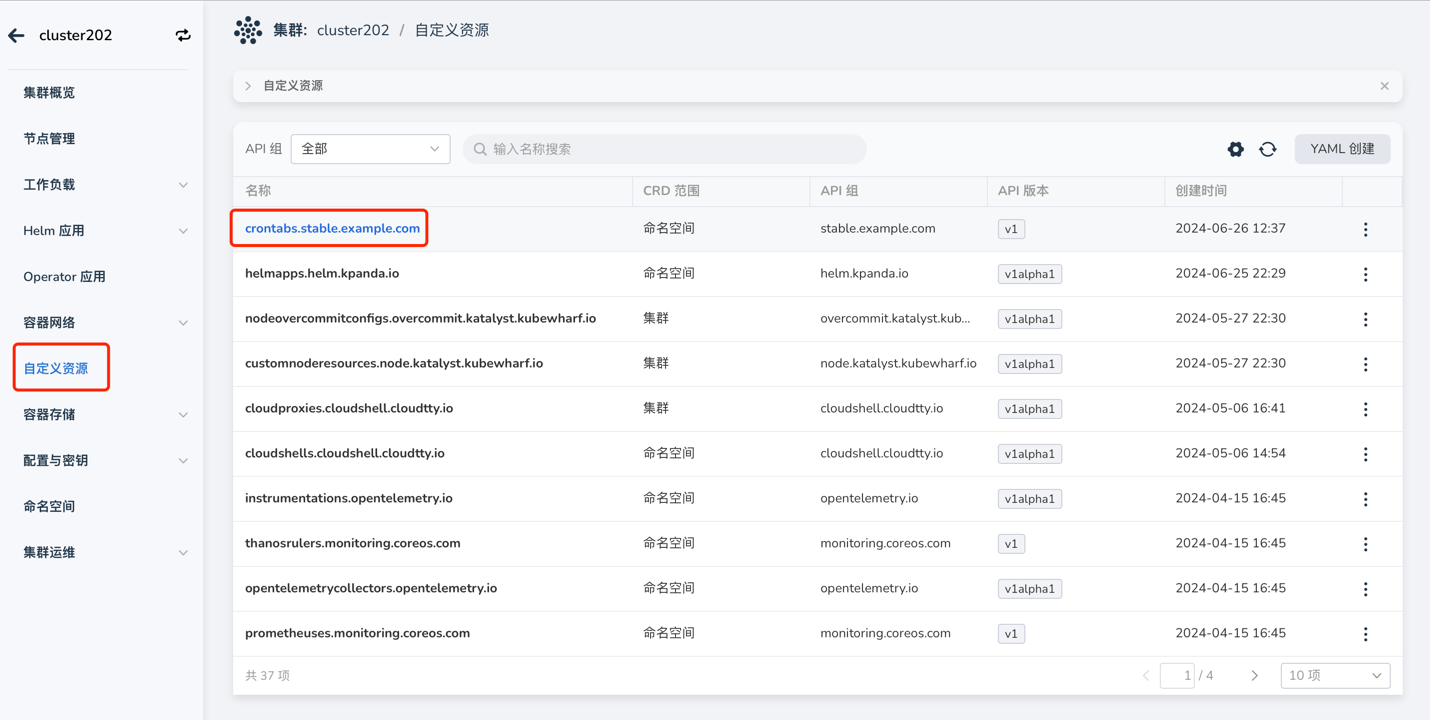 cluster202
集群概览
节点管理
工作负载
Helm 应用
Operator 应用
容器网络
自定义资源
容器存储
配置与密钥
命名空间
集群运维
集群: cluster202 / 自定义资源
自定义资源
API 组 全部 输入名称搜索 YAML 创建
名称 CRD 范围 API 组 API 版本 创建时间
crontabs.stable.example.com 命名空间 stable.example.com v1 2024-06-26 12:37
helmapps.helm.kpanda.io 命名空间 helm.kpanda.io v1alpha1 2024-06-25 22:29
nodeovercommitconfigs.overcommit.katalyst.kubewharf.io 集群 overcommit.katalyst.kub... v1alpha1 2024-05-27 22:30
customnoderesources.node.katalyst.kubewharf.io 集群 node.katalyst.kubewharf.io v1alpha1 2024-05-27 22:30
cloudproxies.cloudshell.cloudtty.io 集群 cloudshell.cloudtty.io v1alpha1 2024-05-06 16:41
cloudshells.cloudshell.cloudtty.io 命名空间 cloudshell.cloudtty.io v1alpha1 2024-05-06 14:54
instrumentations.opentelemetry.io 命名空间 opentelemetry.io v1alpha1 2024-04-15 16:45
thanosrulers.monitoring.coreos.com 命名空间 monitoring.coreos.com v1 2024-04-15 16:45
opentelemetrycollectors.opentelemetry.io 命名空间 opentelemetry.io v1alpha1 2024-04-15 16:45
prometheuses.monitoring.coreos.com 命名空间 monitoring.coreos.com v1 2024-04-15 16:45
共 37 项 1 / 4 10 项